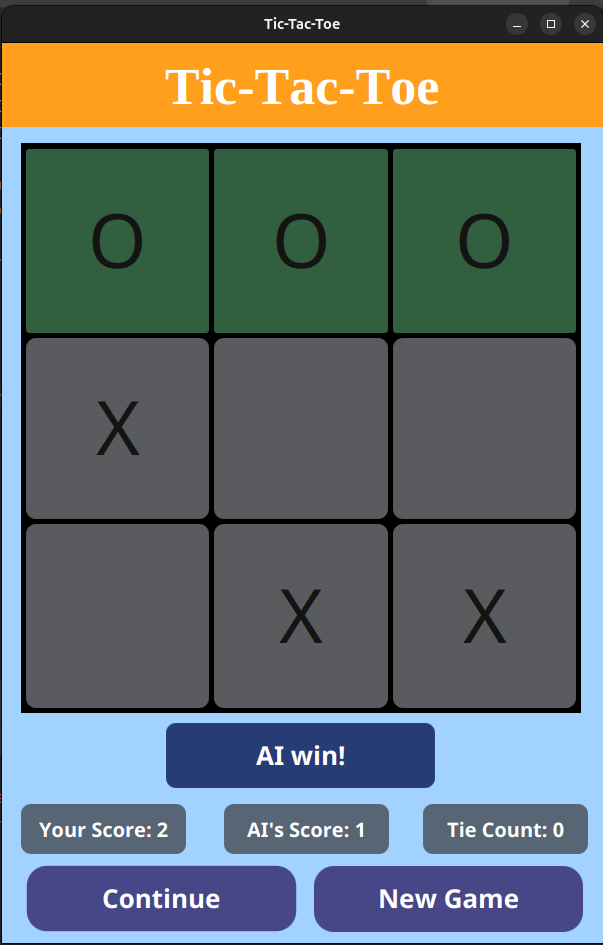 Tic-Tac-Toe
Tic-Tac-Toe
O O O
X
X X
AI win!
Your Score: 2 AI's Score: 1 Tie Count: 0
Continue New Game